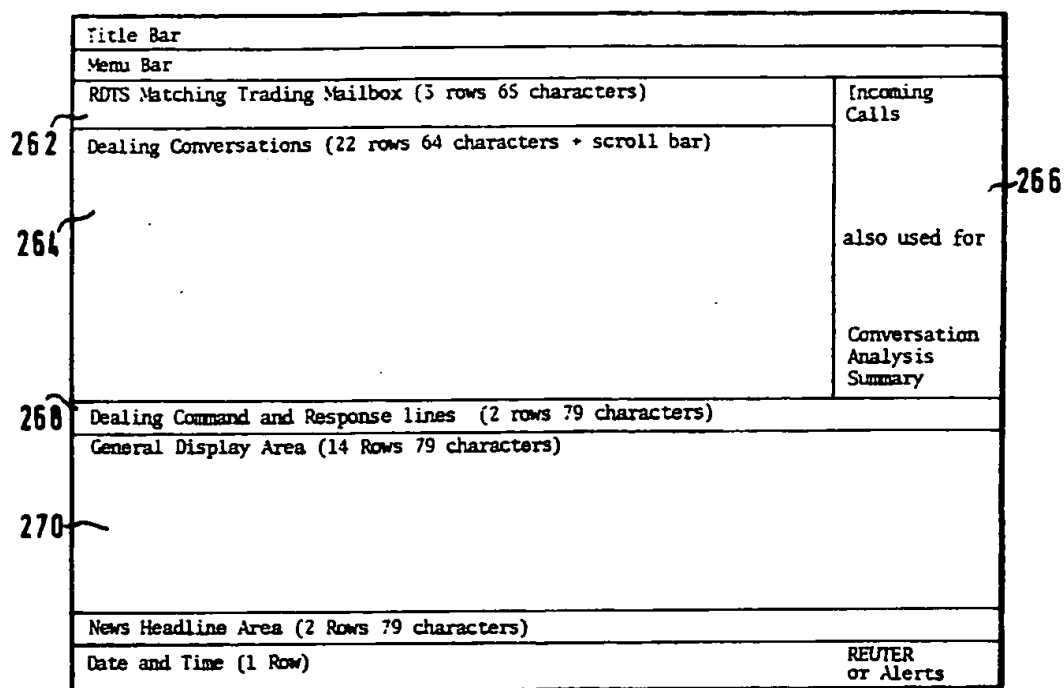 Title Bar
Menu Bar
RDTS Matching Trading Mailbox (3 rows 65 characters)
Incoming
Calls
262
Dealing Conversations (22 rows 64 characters + scroll bar)
266
264
also used for
Conversation
Analysis
Summary
268
Dealing Command and Response lines (2 rows 79 characters)
General Display Area (14 Rows 79 characters)
270
News Headline Area (2 Rows 79 characters)
Date and Time (1 Row)
REUTER
or Alerts